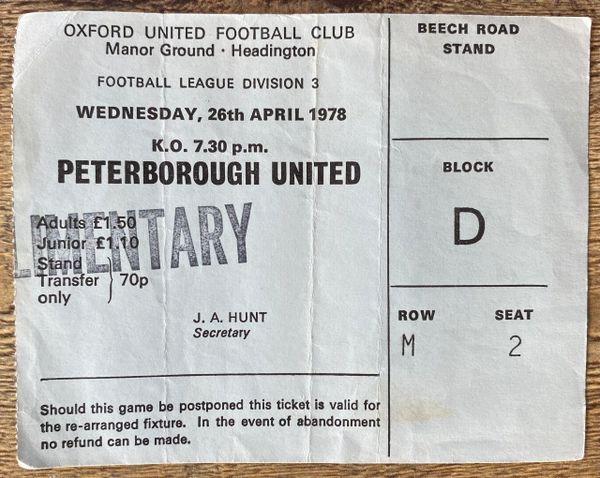 OXFORD UNITED FOOTBALL CLUB
Manor Ground · Headington
FOOTBALL LEAGUE DIVISION 3
WEDNESDAY, 26th APRIL 1978
K.O. 7.30 p.m.
PETERBOROUGH UNITED
LIMENTARY
Adults £1.50
Junior £1.10
Stand
Transfer } 70p
only
J. A. HUNT
Secretary
Should this game be postponed this ticket is valid for
the re-arranged fixture. In the event of abandonment
no refund can be made.
BEECH ROAD
STAND
BLOCK
D
ROW SEAT
M 2